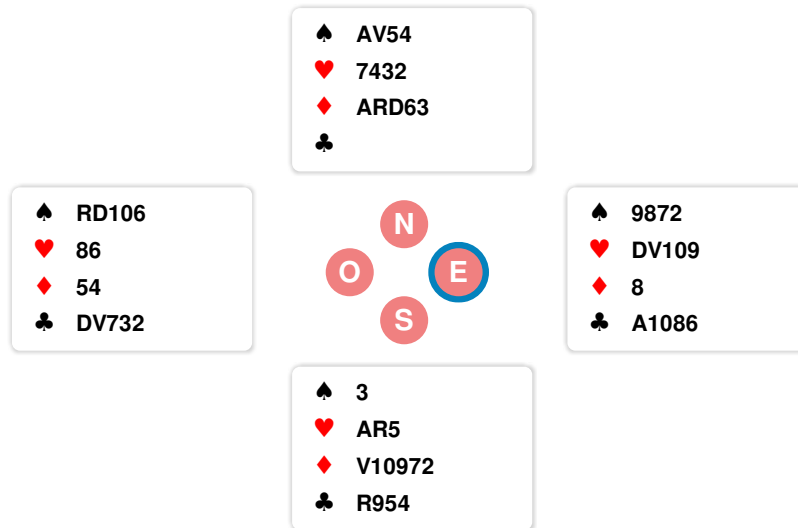 ♠ AV54
♥ 7432
♦ ARD63
♣
♠ RD106
♥ 86
♦ 54
♣ DV732
N
O
E
S
♠ 9872
♥ DV109
♦ 8
♣ A1086
♠ 3
♥ AR5
♦ V10972
♣ R954